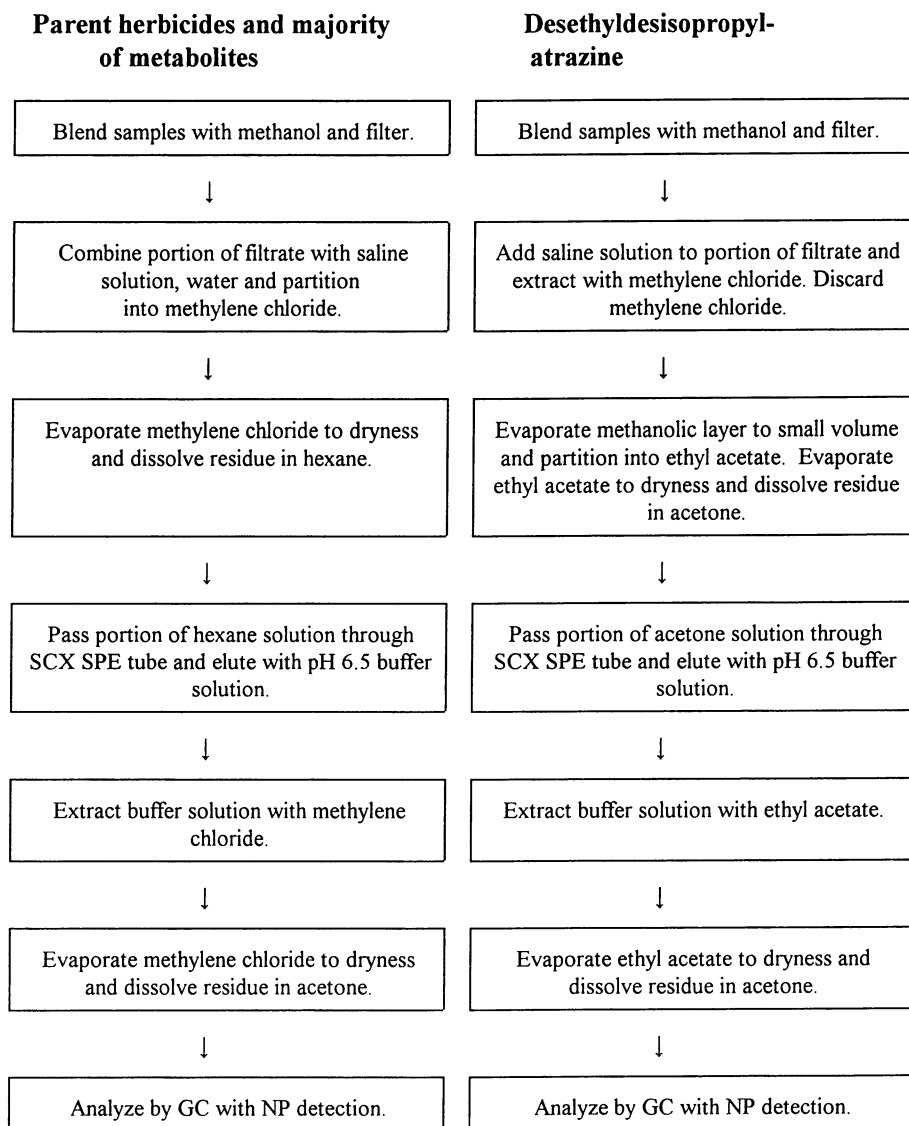 Parent herbicides and majority
of metabolites
Blend samples with methanol and filter.
↓
Combine portion of filtrate with saline
solution, water and partition
into methylene chloride.
↓
Evaporate methylene chloride to dryness
and dissolve residue in hexane.
↓
Pass portion of hexane solution through
SCX SPE tube and elute with pH 6.5 buffer
solution.
↓
Extract buffer solution with methylene
chloride.
↓
Evaporate methylene chloride to dryness
and dissolve residue in acetone.
↓
Analyze by GC with NP detection.
Desethyldesisopropyl-
atrazine
Blend samples with methanol and filter.
↓
Add saline solution to portion of filtrate and
extract with methylene chloride. Discard
methylene chloride.
↓
Evaporate methanolic layer to small volume
and partition into ethyl acetate. Evaporate
ethyl acetate to dryness and dissolve residue
in acetone.
↓
Pass portion of acetone solution through
SCX SPE tube and elute with pH 6.5 buffer
solution.
↓
Extract buffer solution with ethyl acetate.
↓
Evaporate ethyl acetate to dryness and
dissolve residue in acetone.
↓
Analyze by GC with NP detection.